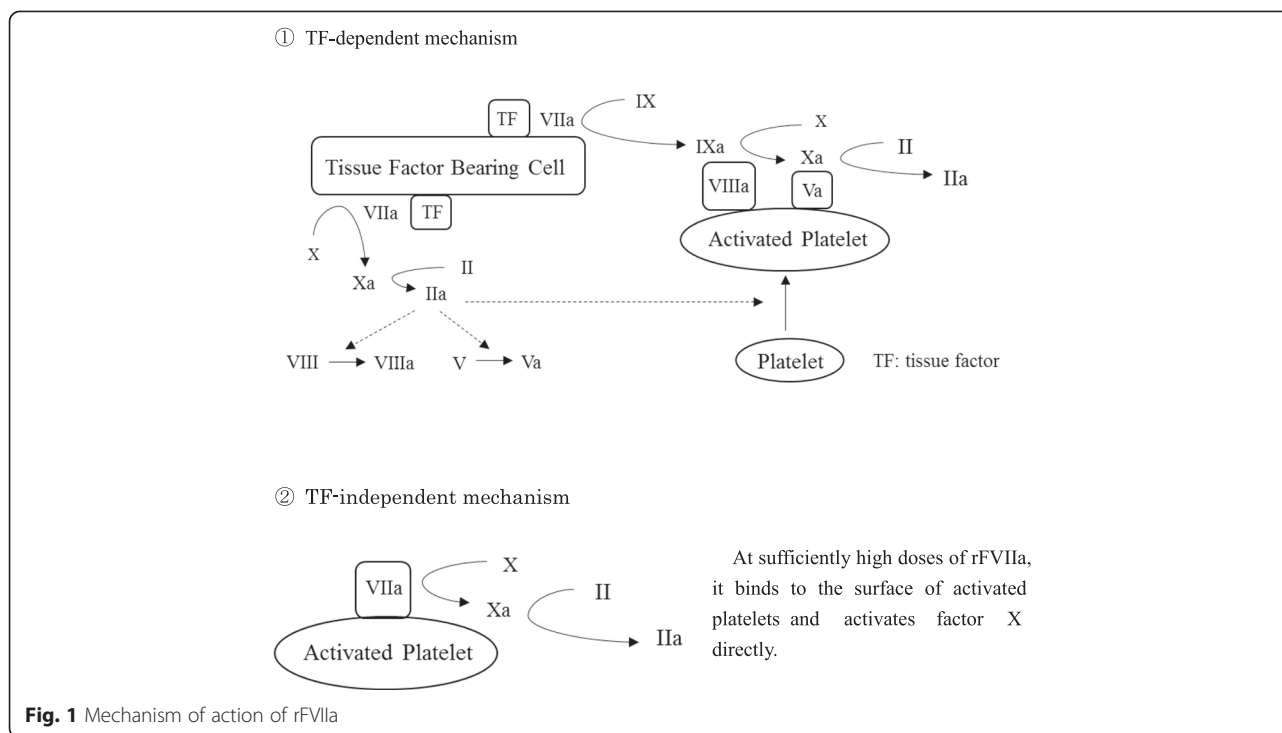 ① TF-dependent mechanism
TF VIIa IX
Tissue Factor Bearing Cell
IXa X
Xa II
IIa
VIIIa Va
Activated Platelet
VIIa TF
X
Xa II
IIa
VIII VIIIa V Va
Platelet TF: tissue factor
② TF-independent mechanism
VIIa X
Xa II
IIa
Activated Platelet
At sufficiently high doses of rFVIIa,
it binds to the surface of activated
platelets and activates factor X
directly.
Fig. 1 Mechanism of action of rFVIIa